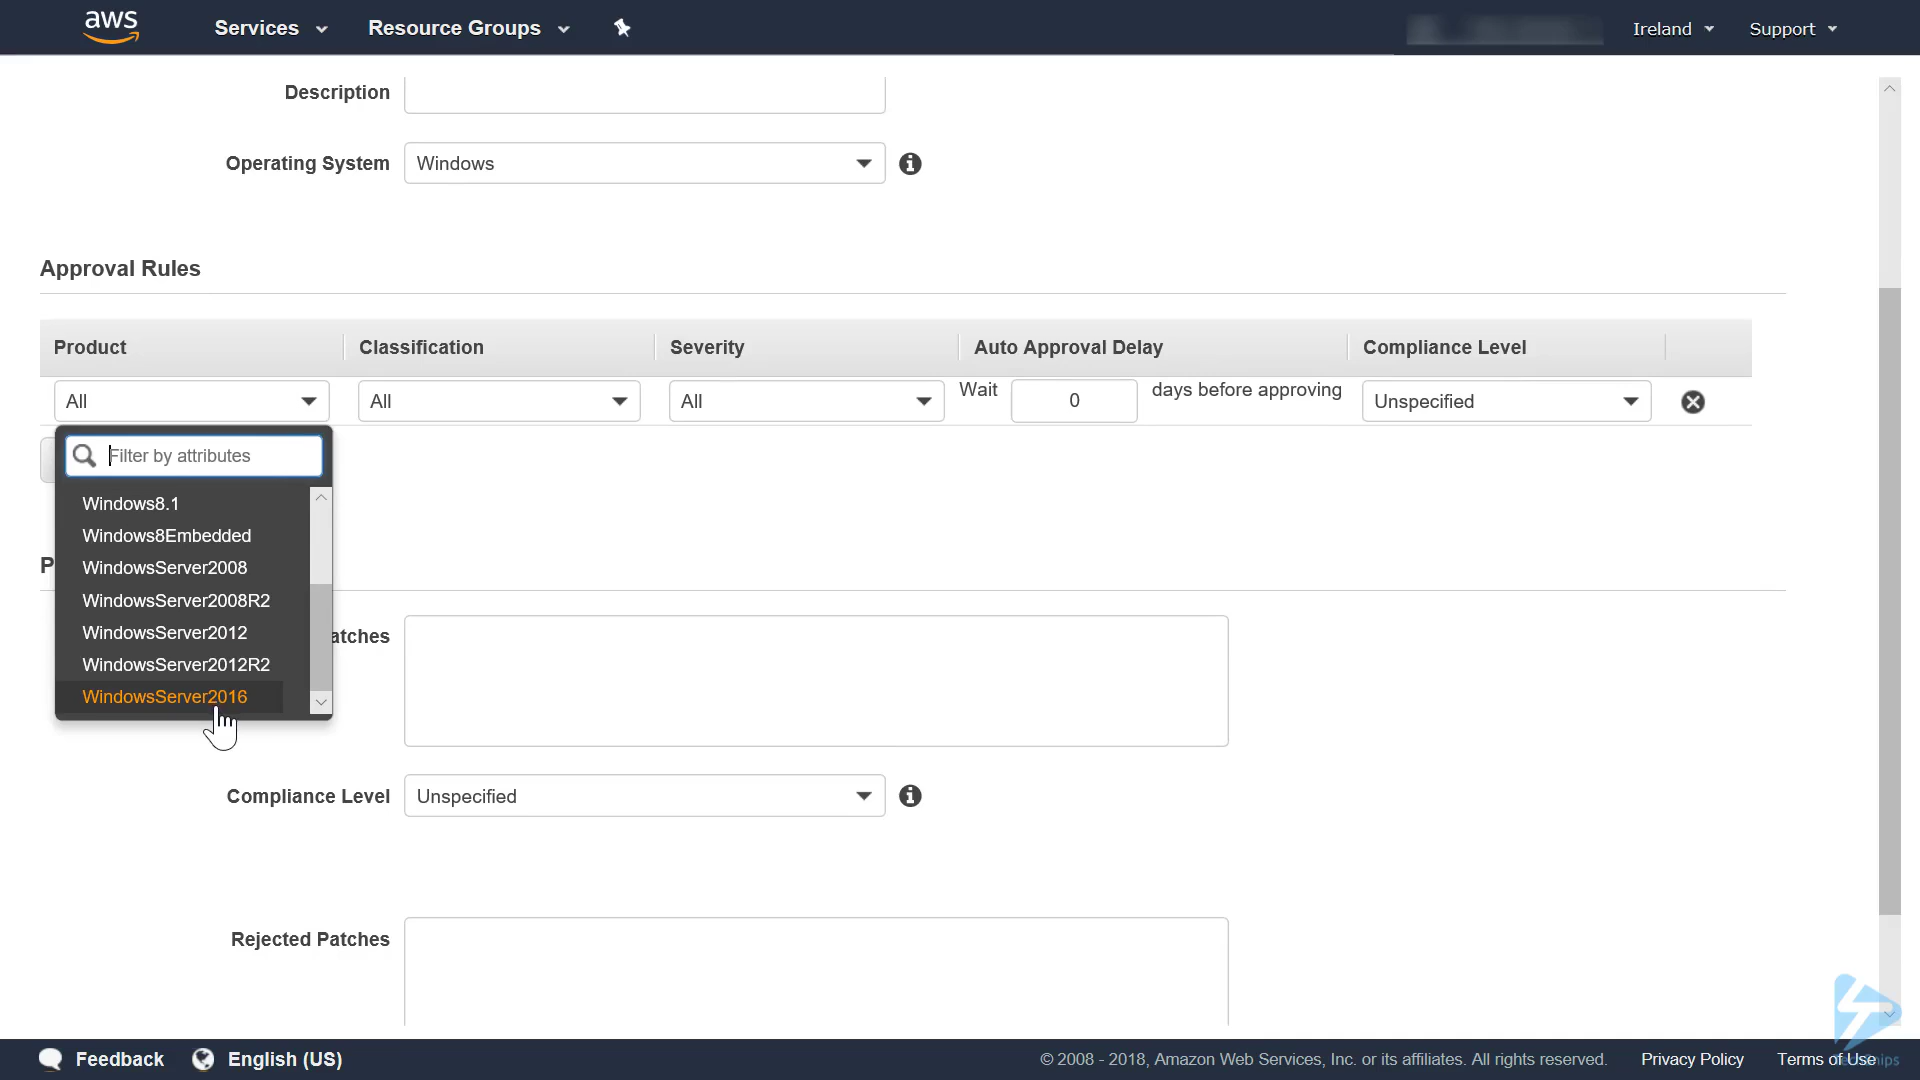 aws Services Resource Groups Ireland Support
Description
Operating System Windows
Approval Rules
Product Classification Severity Auto Approval Delay Compliance Level
All All All Wait 0 days before approving Unspecified
Filter by attributes
Windows8.1
Windows8Embedded
WindowsServer2008
WindowsServer2008R2
WindowsServer2012
atches
WindowsServer2012R2
WindowsServer2016
Compliance Level Unspecified
Rejected Patches
Feedback English (US) © 2008 - 2018, Amazon Web Services, Inc. or its affiliates. All rights reserved. Privacy Policy Terms of Use